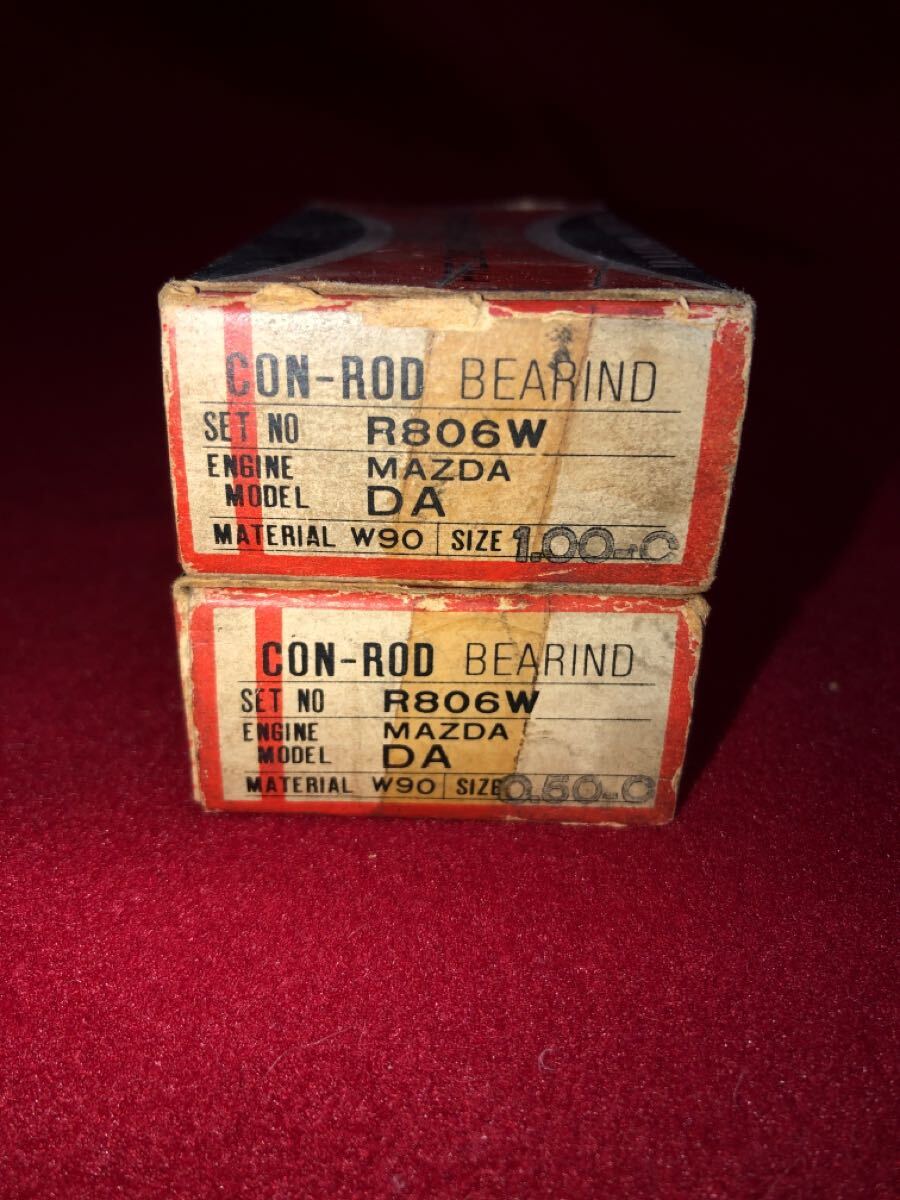 CON-ROD BEARIND
SET NO R806W
ENGINE MAZDA
MODEL DA
MATERIAL W90 SIZE 1.00-C
CON-ROD BEARIND
SET NO R806W
ENGINE MAZDA
MODEL DA
MATERIAL W90 SIZE 0.50-C